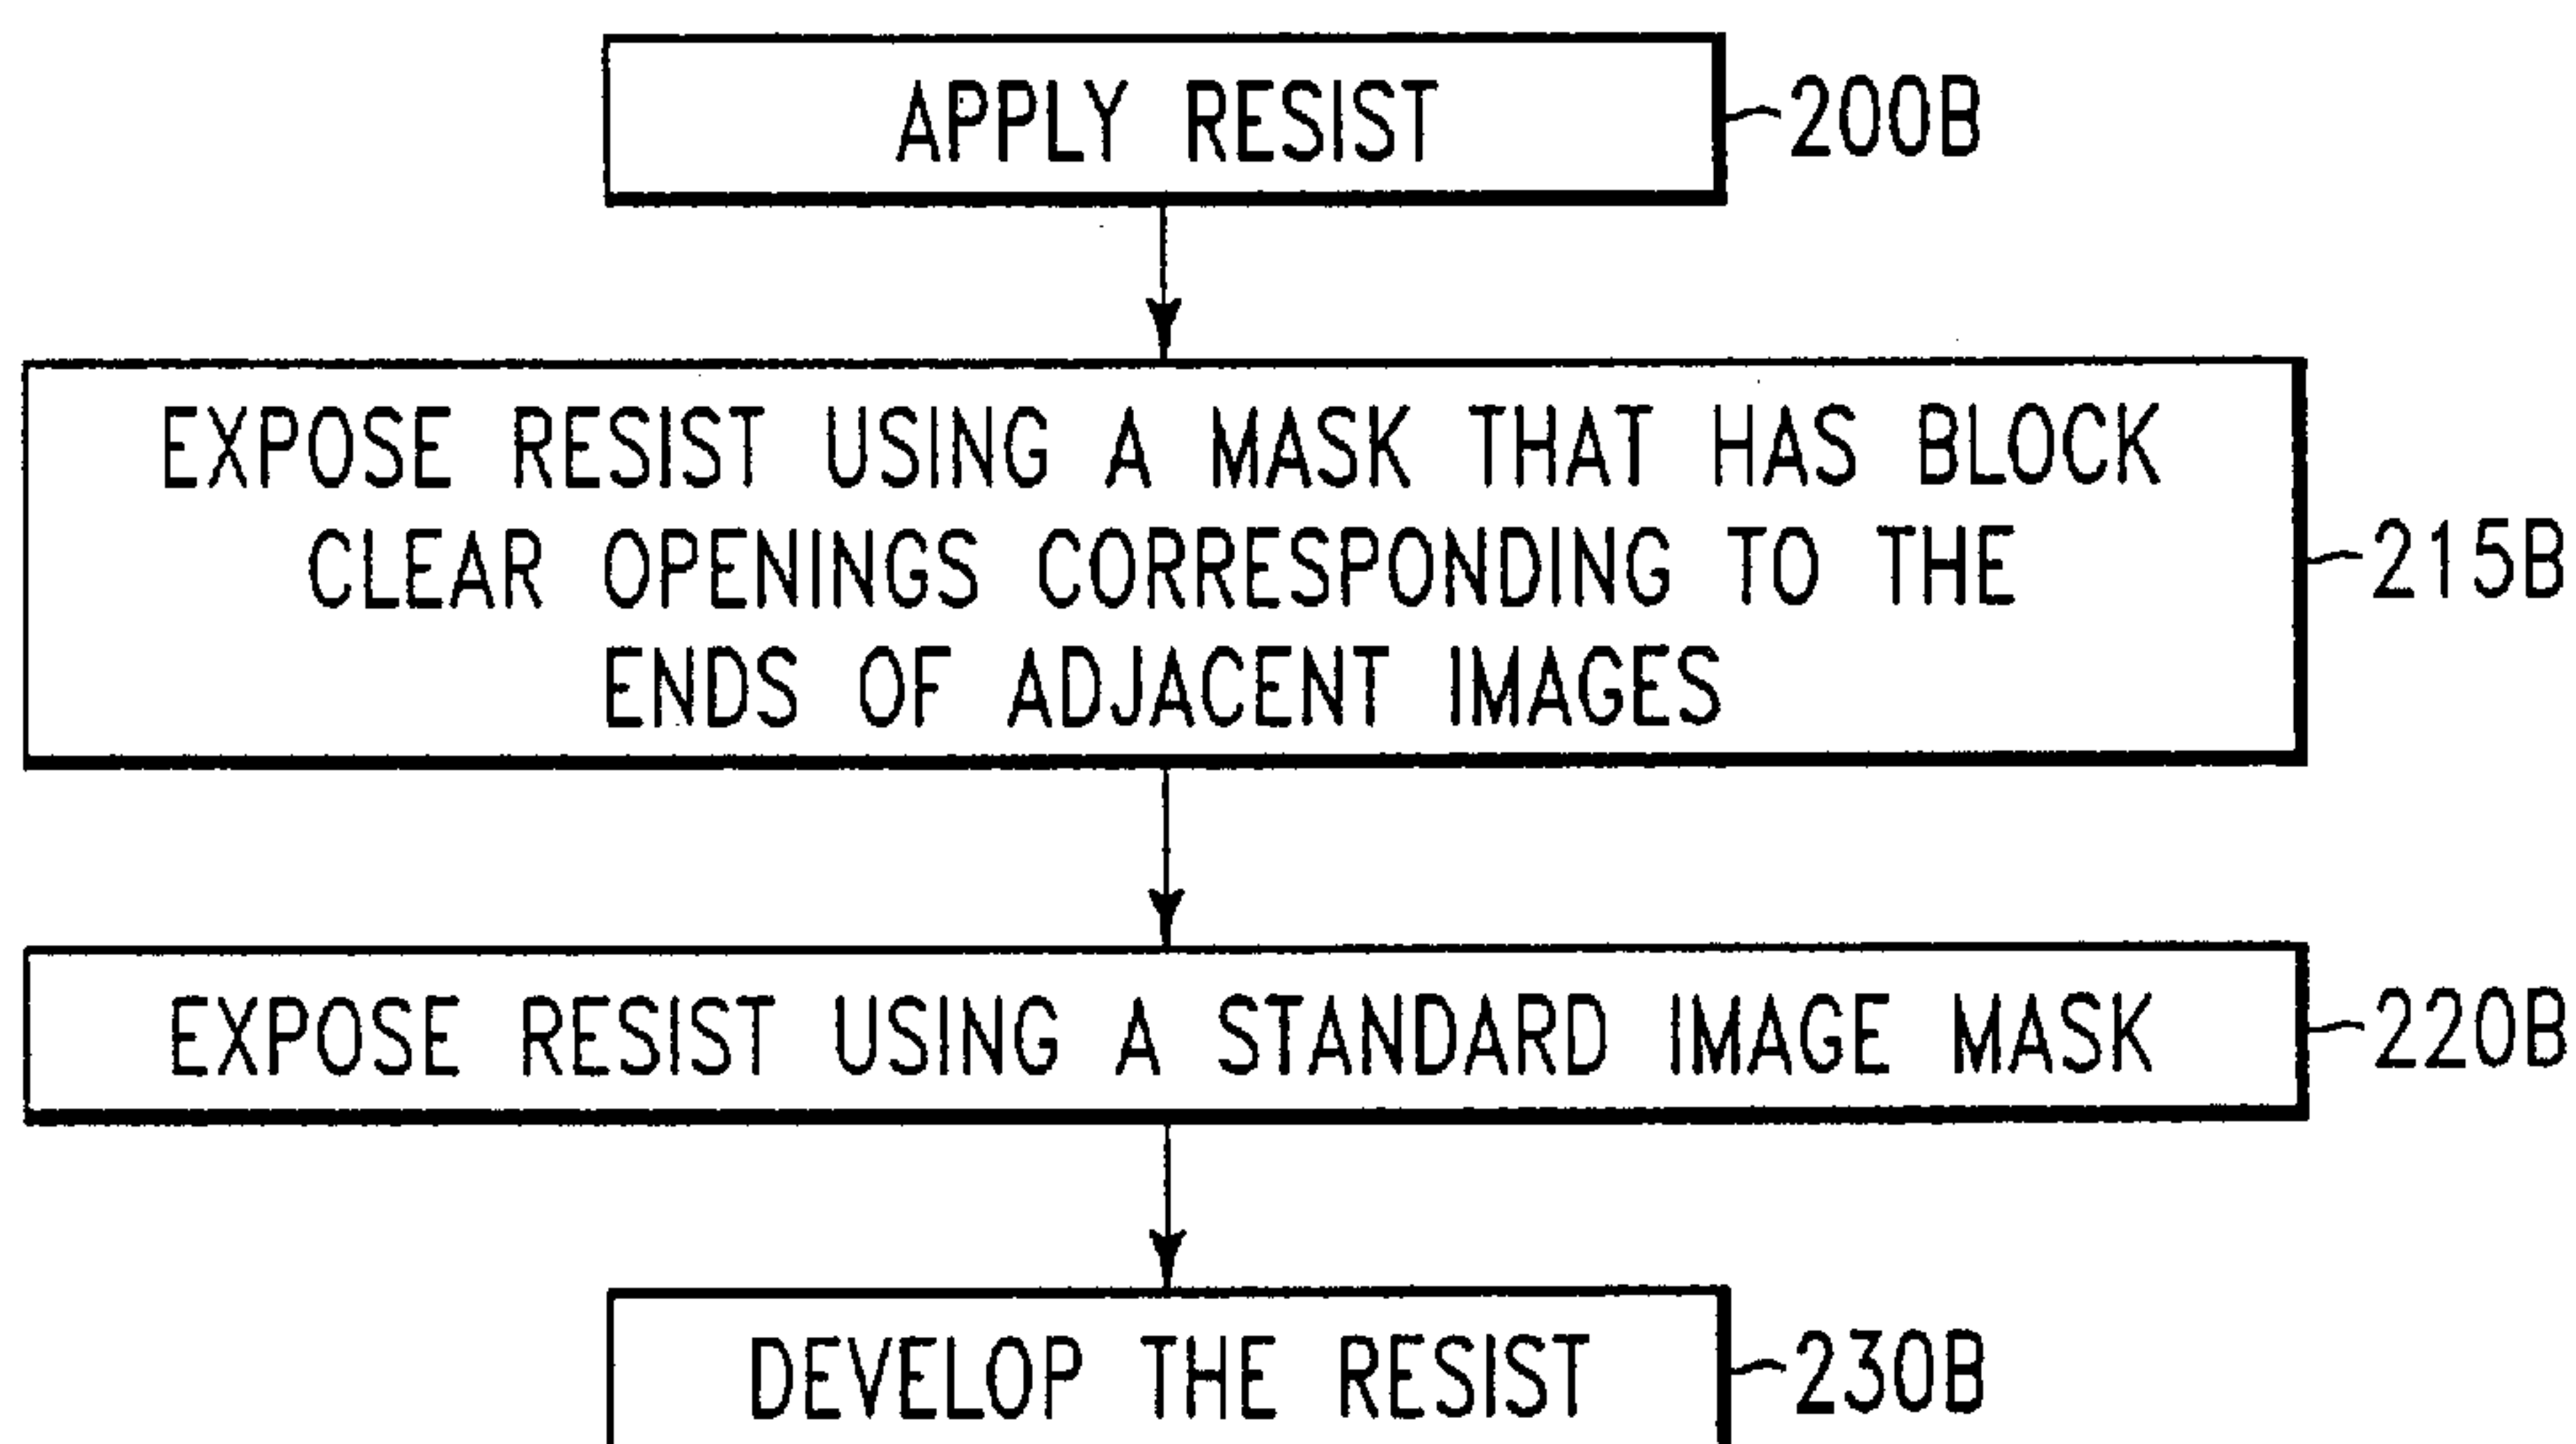 APPLY RESIST
200B
EXPOSE RESIST USING A MASK THAT HAS BLOCK
CLEAR OPENINGS CORRESPONDING TO THE
ENDS OF ADJACENT IMAGES
215B
EXPOSE RESIST USING A STANDARD IMAGE MASK
220B
DEVELOP THE RESIST
230B